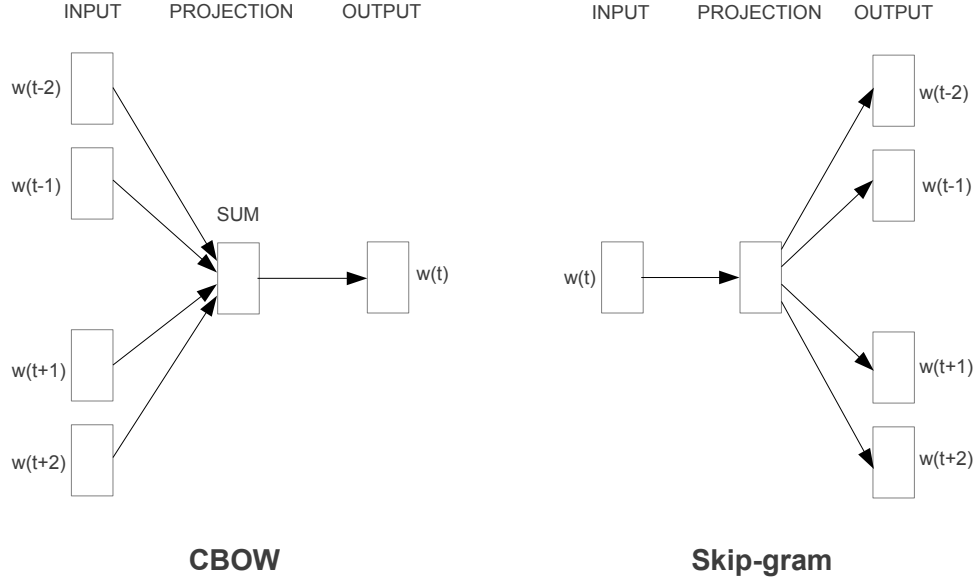 INPUT PROJECTION OUTPUT
w(t-2)
w(t-1)
SUM
w(t)
w(t+1)
w(t+2)
CBOW
INPUT PROJECTION OUTPUT
w(t-2)
w(t-1)
w(t)
w(t+1)
w(t+2)
Skip-gram